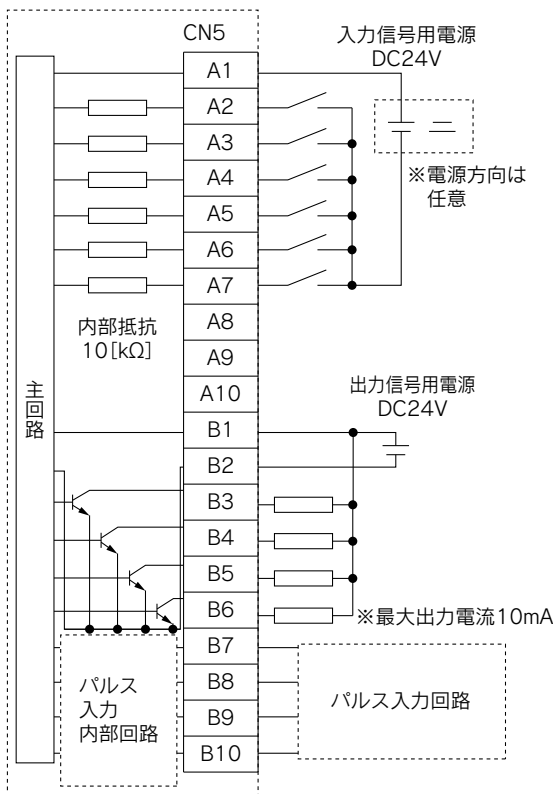 CN5
入力信号用電源
DC24V
A1
A2
A3
A4
A5
A6
A7
A8
A9
A10
B1
B2
B3
B4
B5
B6
B7
B8
B9
B10
※電源方向は
任意
内部抵抗
10[kΩ]
主回路
出力信号用電源
DC24V
※最大出力電流10mA
パルス
入力
内部回路
パルス入力回路